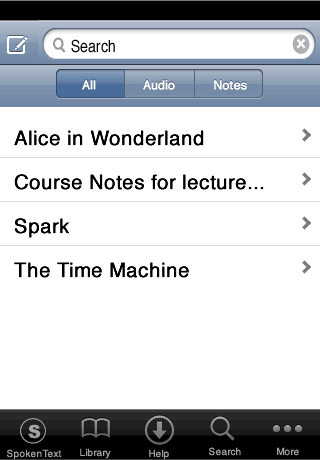 Search
All Audio Notes
Alice in Wonderland
Course Notes for lecture...
Spark
The Time Machine
S
SpokenText Library Help Search More